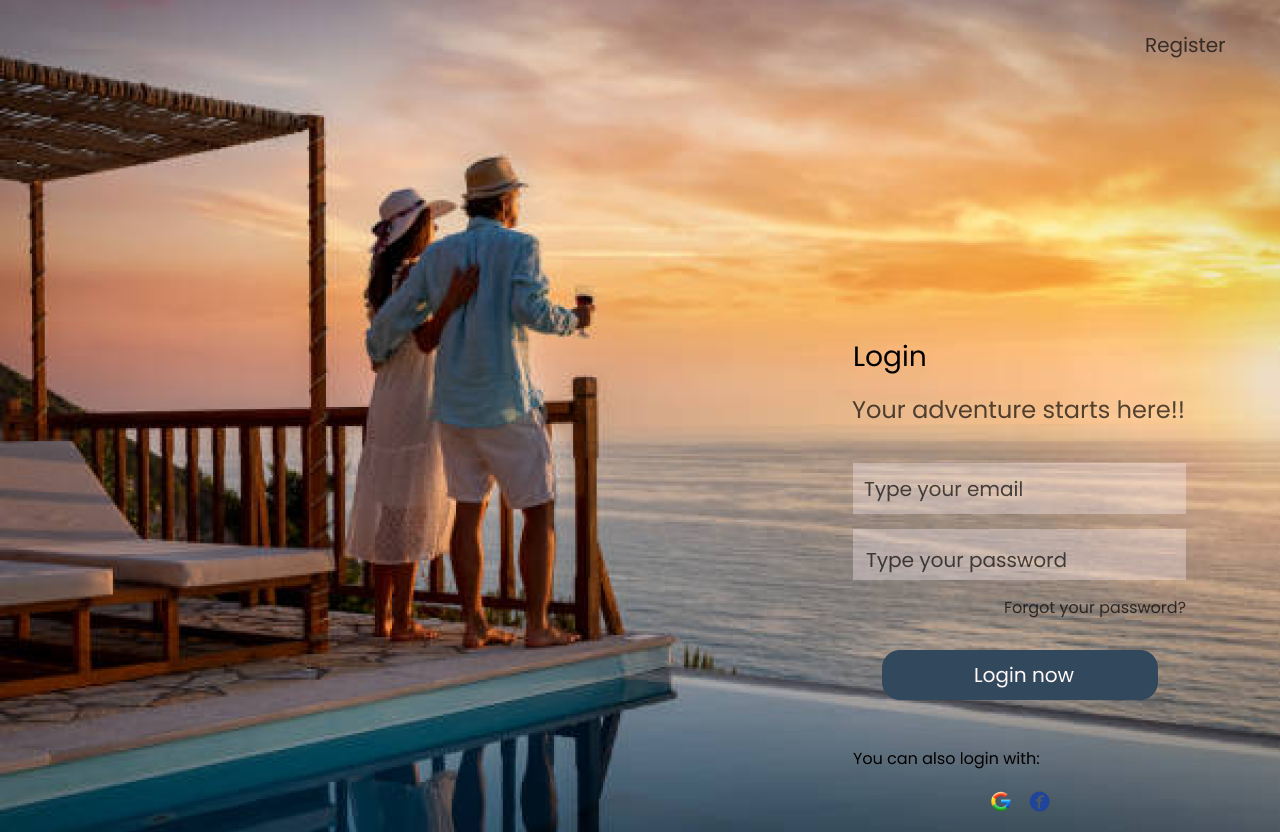 Register
Login
Your adventure starts here!!
Type your email
Type your password
Forgot your password?
Login now
You can also login with: